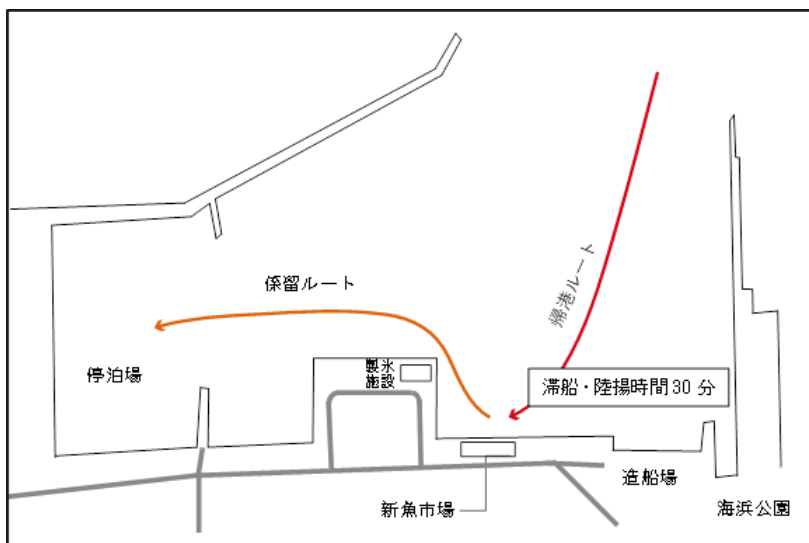 係留ルート
帰港ルート
停泊場
製氷
施設
滞船・陸揚時間30分
新魚市場
造船場
海浜公園